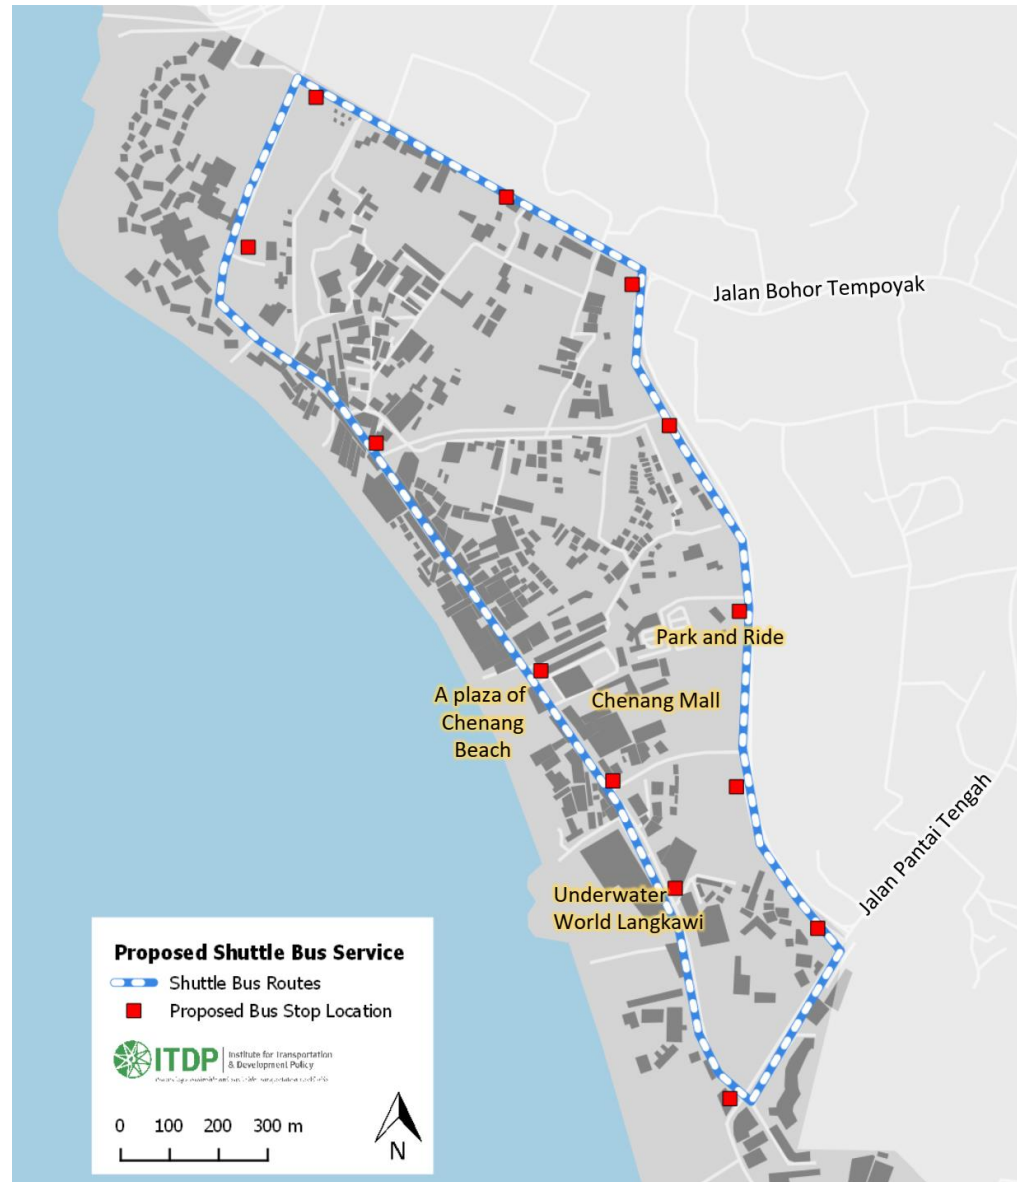 Jalan Bohor Tempoyak
Park and Ride
A plaza of
Chenang
Beach
Chenang Mall
Jalan Pantai Tengah
Underwater
World Langkawi
Proposed Shuttle Bus Service
Shuttle Bus Routes
Proposed Bus Stop Location
ITDP
Institute for Transportation
& Development Policy
0 100 200 300 m
N